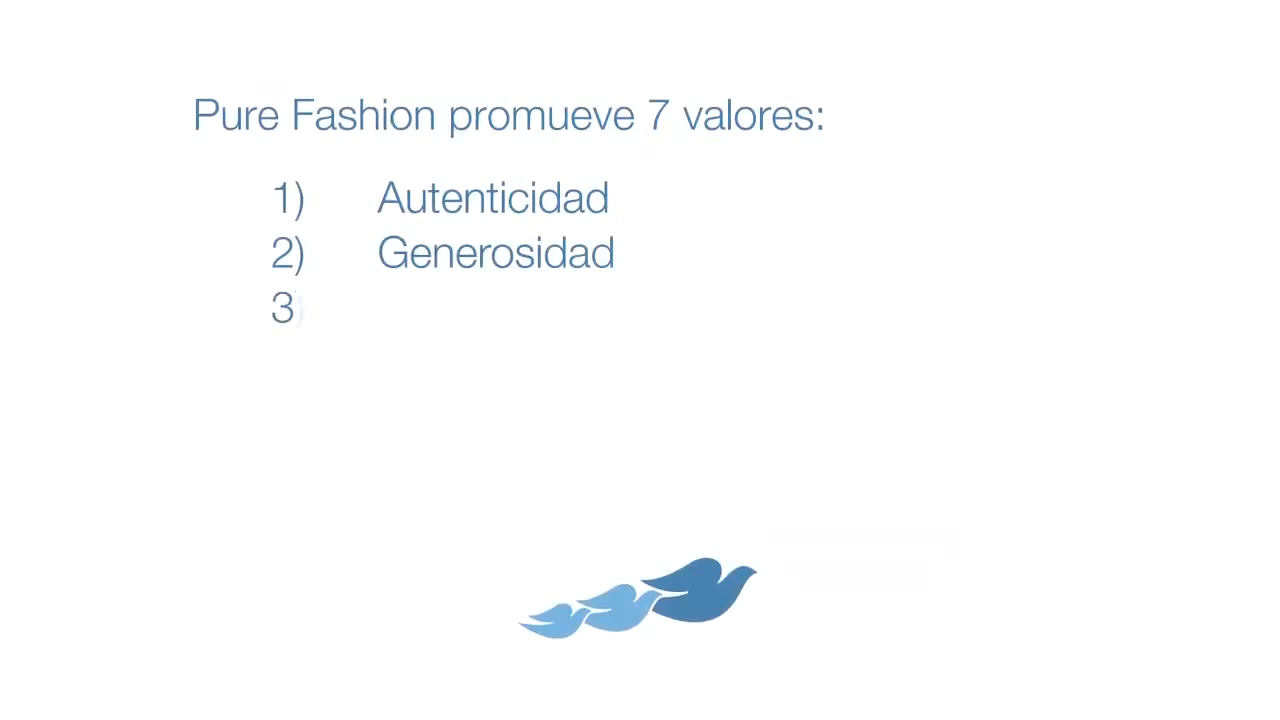 Pure Fashion promueve 7 valores:
1) Autenticidad
2) Generosidad
3)